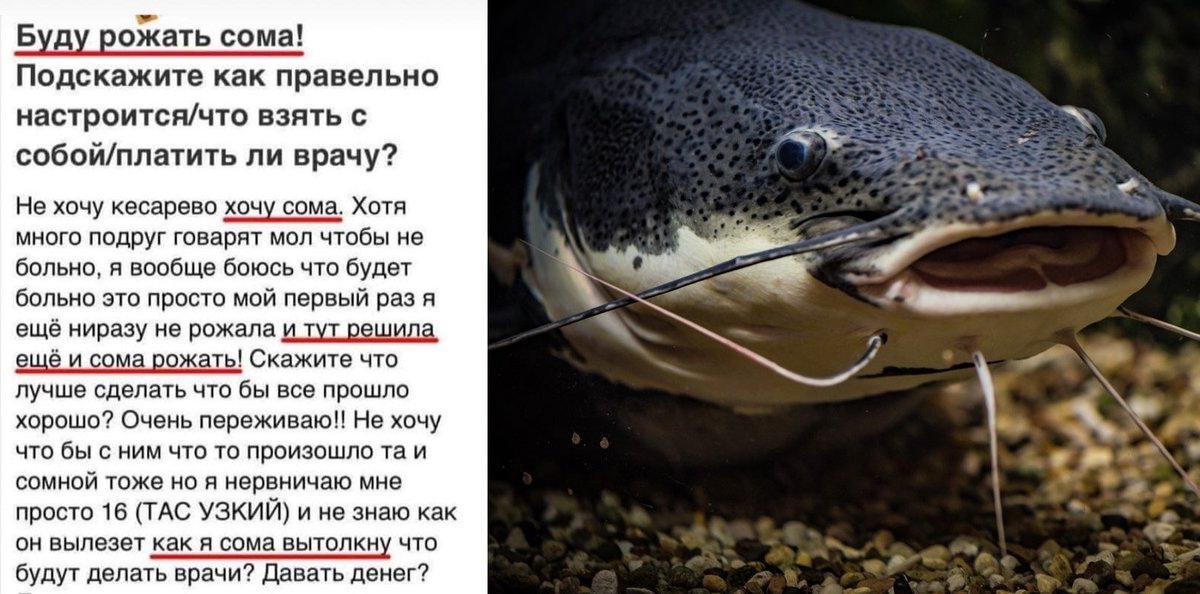 Буду рожать сома!
Подскажите как правельно
настроится/что взять с
собой/платить ли врачу?
Не хочу кесарево хочу сома. Хотя
много подруг говарят мол чтобы не
больно, я вообще боюсь что будет
больно это просто мой первый раз я
ещё ниразу не рожала и тут решила
ещё и сома рожать! Скажите что
лучше сделать что бы все прошло
хорошо? Очень переживаю!! Не хочу
что бы с ним что то произошло та и
сомной тоже но я нервничаю мне
просто 16 (ТАС УЗКИЙ) и не знаю как
он вылезет как я сома вытолкну что
будут делать врачи? Давать денег?